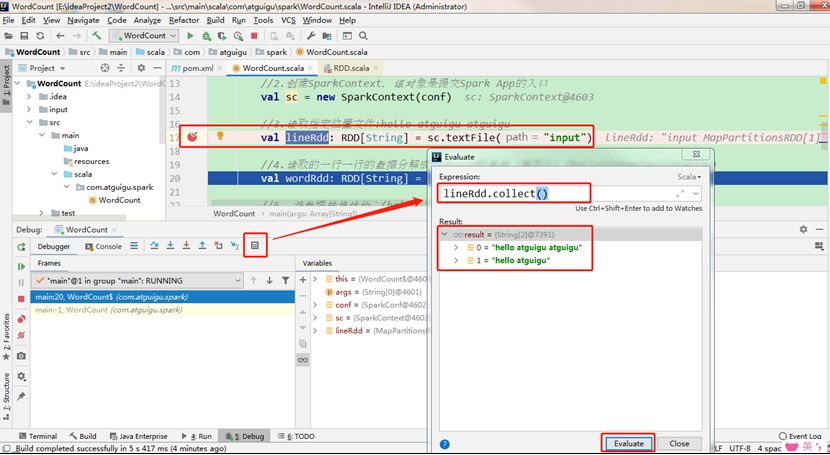 WordCount [E:\ideaProject2\WordCount] - ...\src\main\scala\com\atguigu\spark\WordCount.scala - IntelliJ IDEA (Administrator)
File Edit View Navigate Code Analyze Refactor Build Run Tools VCS Window Help
WordCount
WordCount src main scala com atguigu spark WordCount.scala
Project
pom.xml WordCount.scala RDD.scala
1: Project
WordCount E:\ideaProject2\WordC
.idea
input
src
main
java
resources
scala
com.atguigu.spark
WordCount
test
13 //2.创建SparkContext，该对象是提交Spark App的入口
14 val sc = new SparkContext(conf) sc: SparkContext@4603
15
16 //3.读取指定位置文件:hello atguigu atguigu
17 val lineRdd: RDD[String] = sc.textFile( path = "input") lineRdd: "input MapPartitionsRDD[1]
18
19 //4.读取的一行一行的数据分解
20 val wordRdd: RDD[String] =
WordCount main(args: Array[String])
Evaluate
Expression: Scala
lineRdd.collect()
Use Ctrl+Shift+Enter to add to Watches
Result:
result = {String[2]@7391}
0 = "hello atguigu atguigu"
1 = "hello atguigu"
Evaluate Close
Debug: WordCount
Debugger Console
Frames
"main"@1 in group "main": RUNNING
main:20, WordCount$ (com.atguigu.spark)
main:-1, WordCount (com.atguigu.spark)
Variables
this = {WordCount$@460
args = {String[0]@4601}
conf = {SparkConf@4602}
sc = {SparkContext@4603
lineRdd = {MapPartitionsR
2: Favorites
7: Structure
Terminal Build Java Enterprise 4: Run 5: Debug 6: TODO
Event Log
Build completed successfully in 5 s 417 ms (4 minutes ago)
LF UTF-8 4 spac
英